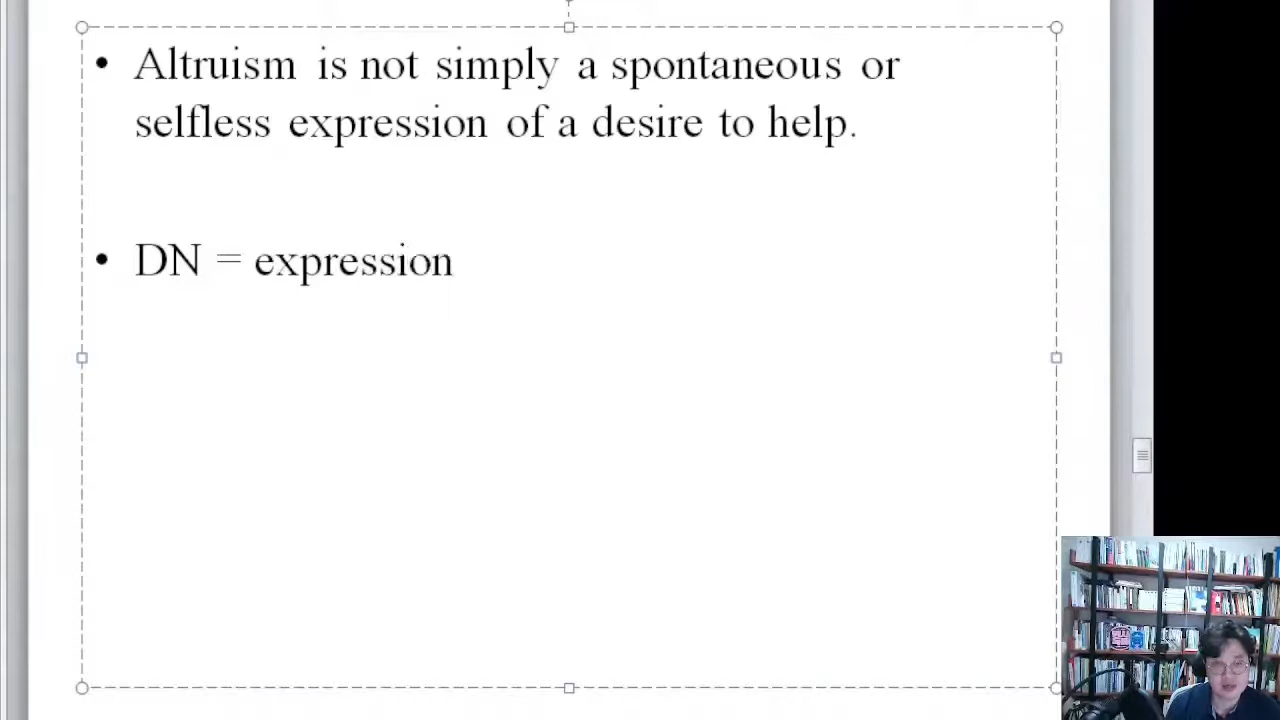 • Altruism is not simply a spontaneous or
selfless expression of a desire to help.
• DN = expression